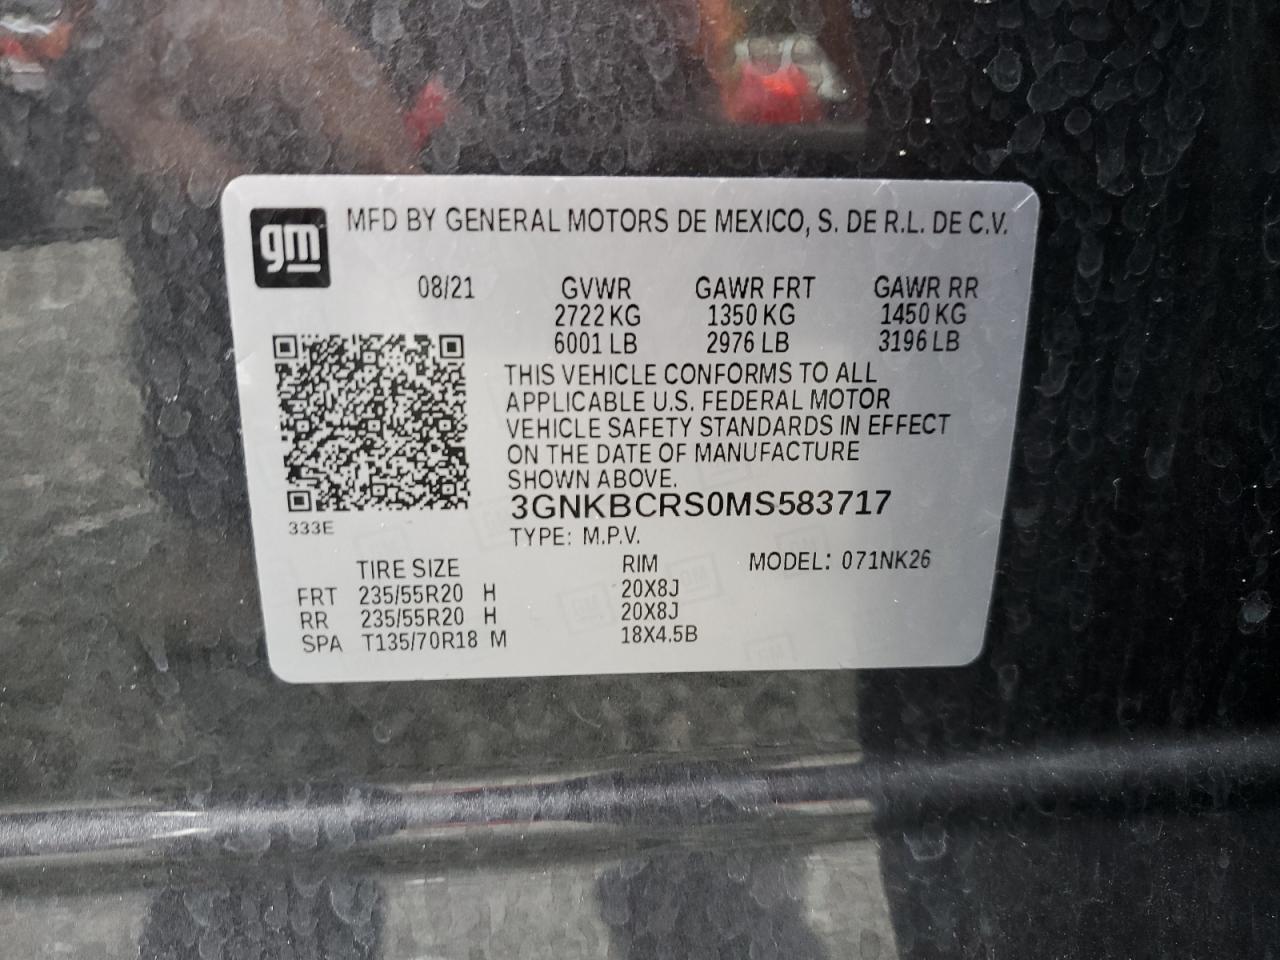 gm
MFD BY GENERAL MOTORS DE MEXICO, S. DE R.L. DE C.V.
08/21 GVWR GAWR FRT GAWR RR
2722 KG 1350 KG 1450 KG
6001 LB 2976 LB 3196 LB
THIS VEHICLE CONFORMS TO ALL
APPLICABLE U.S. FEDERAL MOTOR
VEHICLE SAFETY STANDARDS IN EFFECT
ON THE DATE OF MANUFACTURE
SHOWN ABOVE.
3GNKBCRS0MS583717
333E
TYPE: M.P.V.
TIRE SIZE RIM MODEL: 071NK26
FRT 235/55R20 H 20X8J
RR 235/55R20 H 20X8J
SPA T135/70R18 M 18X4.5B